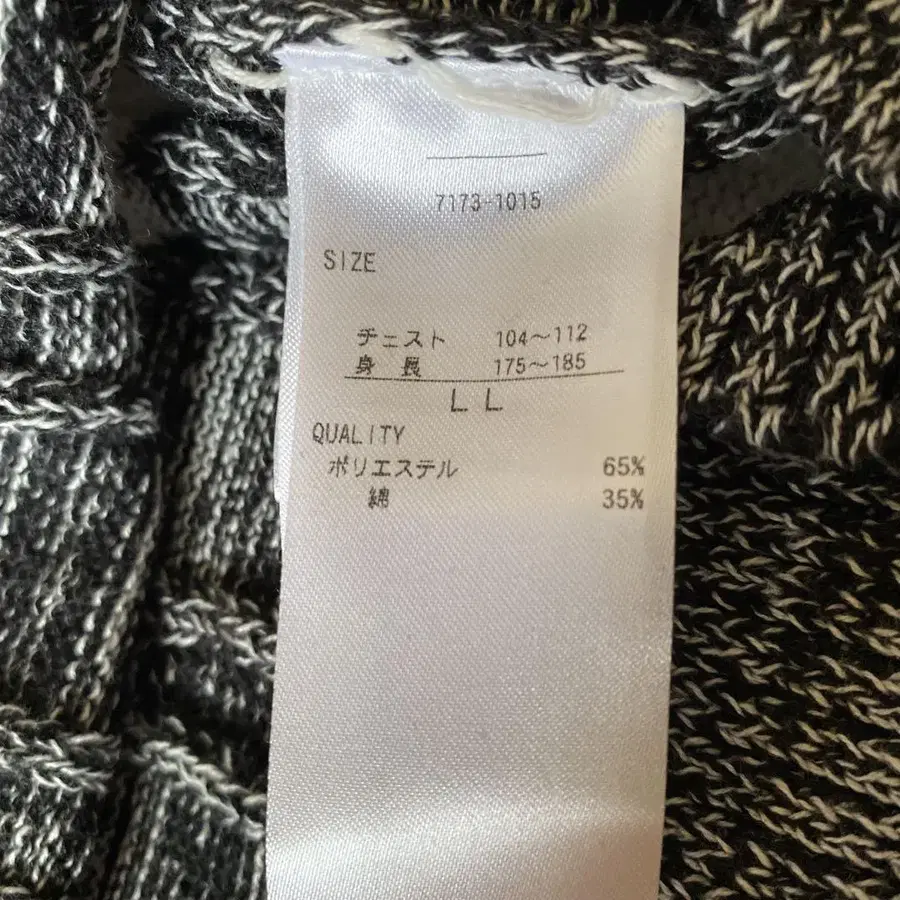 7173-1015
SIZE
チェスト 104～112
身長 175～185
LL
QUALITY
ポリエステル 65%
綿 35%